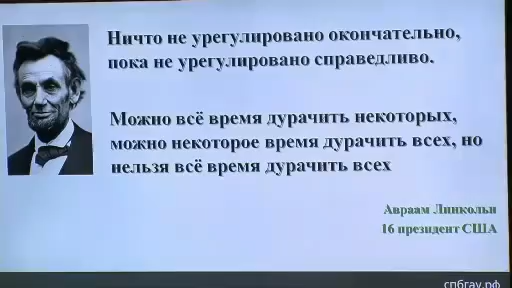 Ничто не урегулировано окончательно,
пока не урегулировано справедливо.
Можно всё время дурачить некоторых,
можно некоторое время дурачить всех, но
нельзя всё время дурачить всех
Авраам Линкольн
16 президент США
спбгау.рф